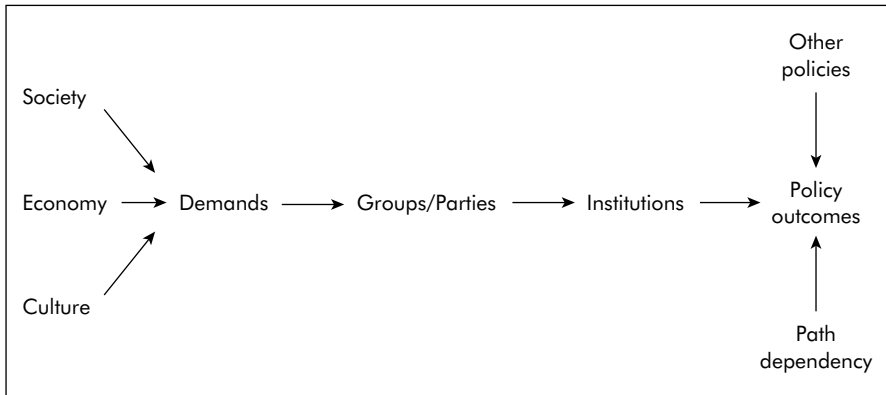 Other
policies
Society
Economy
Demands
Groups/Parties
Institutions
Policy
outcomes
Culture
Path
dependency